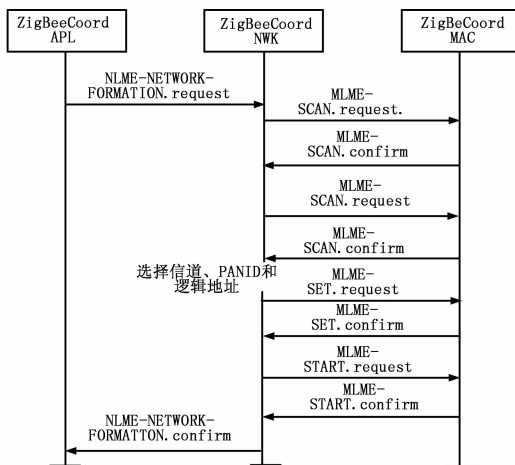 ZigBeeCoord
APL
ZigBeeCoord
NWK
ZigBeCoord
MAC
NLME-NETWORK-
FORMATION.request
MLME-
SCAN.request.
MLME-
SCAN.confirm
MLME-
SCAN.request
MLME-
SCAN.confirm
选择信道、PANID和
逻辑地址
MLME-
SET.request
MLME-
SET.confirm
MLME-
START.request
MLME-
START.confirm
NLME-NETWORK-
FORMATTON.confirm